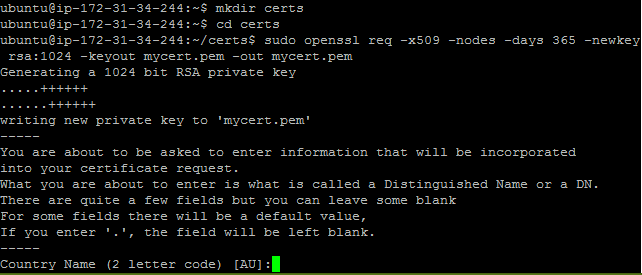 ubuntu@ip-172-31-34-244:~$ mkdir certs
ubuntu@ip-172-31-34-244:~$ cd certs
ubuntu@ip-172-31-34-244:~/certs$ sudo openssl req -x509 -nodes -days 365 -newkey
rsa:1024 -keyout mycert.pem -out mycert.pem
Generating a 1024 bit RSA private key
.....++++++
......++++++
writing new private key to 'mycert.pem'
-----
You are about to be asked to enter information that will be incorporated
into your certificate request.
What you are about to enter is what is called a Distinguished Name or a DN.
There are quite a few fields but you can leave some blank
For some fields there will be a default value,
If you enter '.', the field will be left blank.
-----
Country Name (2 letter code) [AU]: